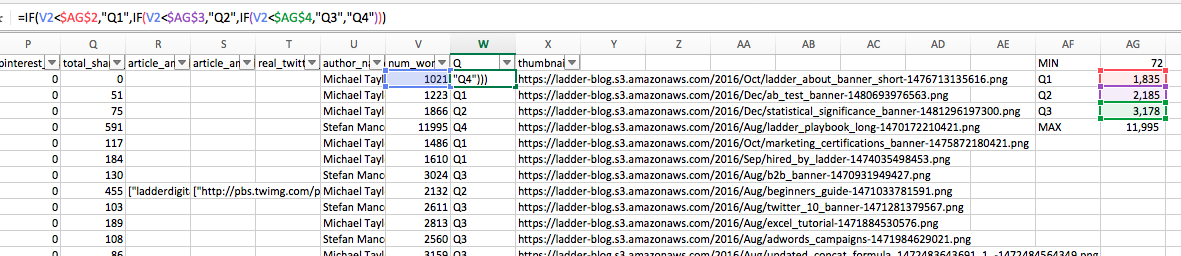 =IF(V2<$AG$2,"Q1",IF(V2<$AG$3,"Q2",IF(V2<$AG$4,"Q3","Q4")))
P Q R S T U V W X Y Z AA AB AC AD AE AF AG
pinterest_ total_sha article_an article_an real_twitt author_na num_wor Q thumbnai MIN 72
0 0 Michael Tayl 1021 "Q4"))) https://ladder-blog.s3.amazonaws.com/2016/Oct/ladder_about_banner_short-1476713135616.png Q1 1,835
0 51 Michael Tayl 1223 Q1 https://ladder-blog.s3.amazonaws.com/2016/Dec/ab_test_banner-1480693976563.png Q2 2,185
0 75 Michael Tayl 1866 Q2 https://ladder-blog.s3.amazonaws.com/2016/Dec/statistical_significance_banner-1481296197300.png Q3 3,178
0 591 Stefan Manc 11995 Q4 https://ladder-blog.s3.amazonaws.com/2016/Aug/ladder_playbook_long-1470172210421.png MAX 11,995
0 117 Michael Tayl 1486 Q1 https://ladder-blog.s3.amazonaws.com/2016/Oct/marketing_certifications_banner-1475872180421.png
0 184 Michael Tayl 1610 Q1 https://ladder-blog.s3.amazonaws.com/2016/Sep/hired_by_ladder-1474035498453.png
0 130 Stefan Manc 3024 Q3 https://ladder-blog.s3.amazonaws.com/2016/Aug/b2b_banner-1470931949427.png
0 455 ["ladderdigit ["http://pbs.twimg.com/p Michael Tayl 2132 Q2 https://ladder-blog.s3.amazonaws.com/2016/Aug/beginners_guide-1471033781591.png
0 103 Stefan Manc 2611 Q3 https://ladder-blog.s3.amazonaws.com/2016/Aug/twitter_10_banner-1471281379567.png
0 189 Michael Tayl 2813 Q3 https://ladder-blog.s3.amazonaws.com/2016/Aug/excel_tutorial-1471884530576.png
0 108 Stefan Manc 2560 Q3 https://ladder-blog.s3.amazonaws.com/2016/Aug/adwords_campaigns-1471984629021.png
0 86 Michael Tayl 3159 Q3 https://ladder-blog.s3.amazonaws.com/2016/Aug/updated_concat_formula_1472483643691_1_-1472484564349.png